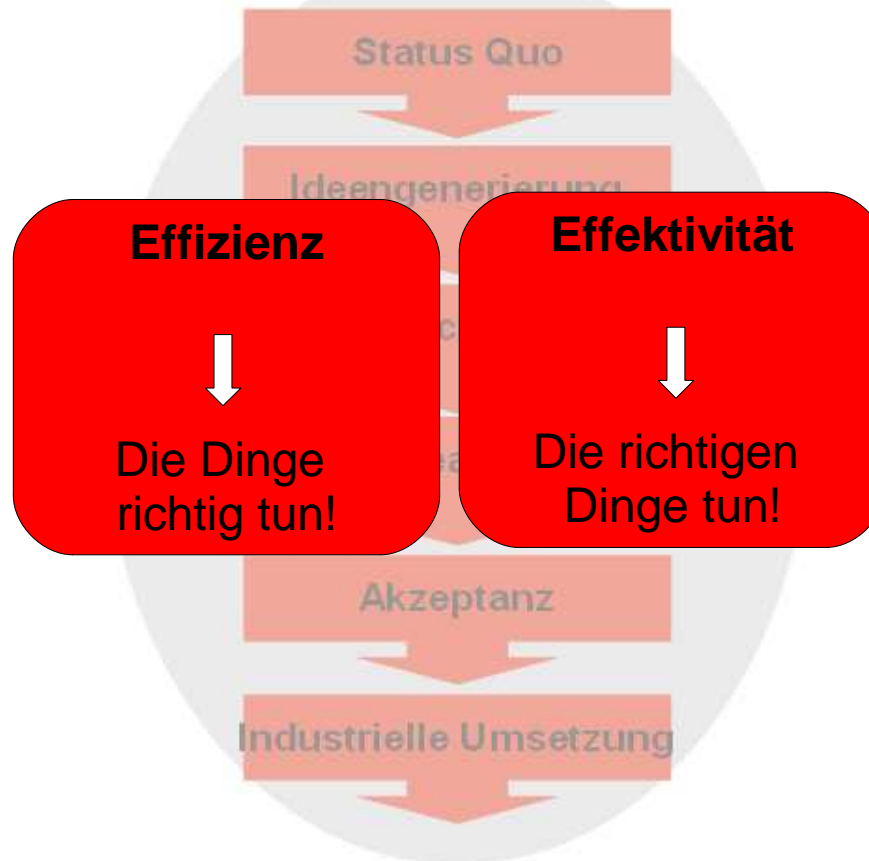 Status Quo
Ideengenerierung
Effizienz
Die Dinge
richtig tun!
Effektivität
Die richtigen
Dinge tun!
Akzeptanz
Industrielle Umsetzung